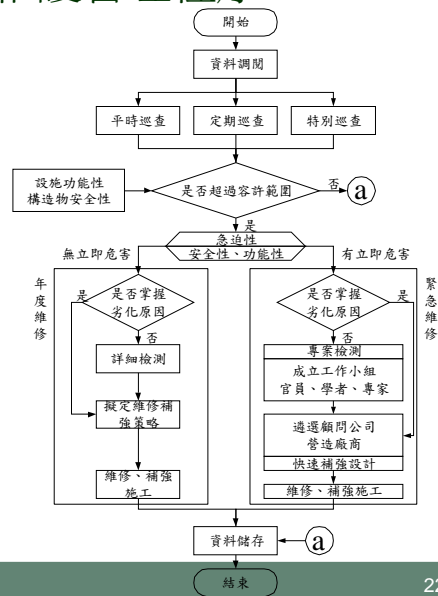 開始
資料調閱
平時巡查
定期巡查
特別巡查
設施功能性
構造物安全性
是否超過容許範圍
否
a
是
急迫性
安全性、功能性
無立即危害
有立即危害
年度維修
是
是否掌握
劣化原因
否
詳細檢測
擬定維修補
強策略
維修、補強
施工
緊急維修
是否掌握
劣化原因
是
否
專案檢測
成立工作小組
官員、學者、專家
遴選顧問公司
營造廠商
快速補強設計
維修、補強施工
資料儲存
a
結束
22